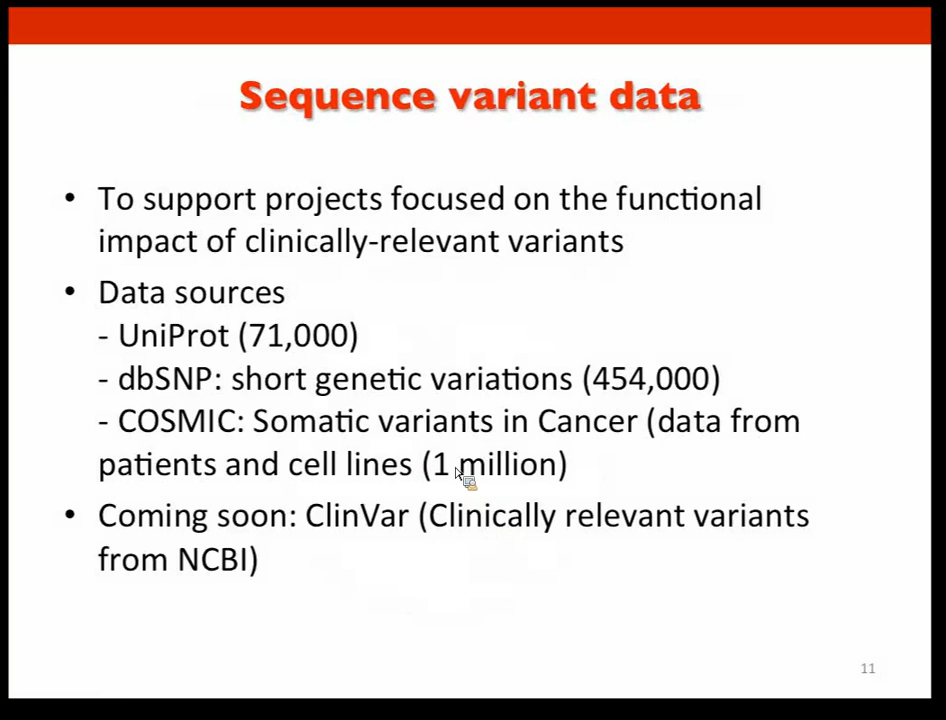 Sequence variant data
• To support projects focused on the functional
impact of clinically-relevant variants
• Data sources
- UniProt (71,000)
- dbSNP: short genetic variations (454,000)
- COSMIC: Somatic variants in Cancer (data from
patients and cell lines (1 million)
• Coming soon: ClinVar (Clinically relevant variants
from NCBI)
11